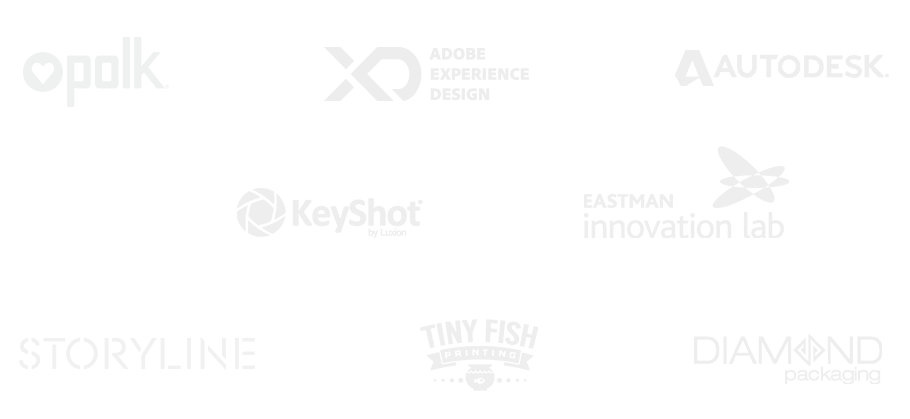 polk
ADOBE
EXPERIENCE
DESIGN
AUTODESK.
KeyShot
by Luxion
EASTMAN
innovation lab
STORYLINE
TINY FISH
PRINTING
DIAMOND
packaging